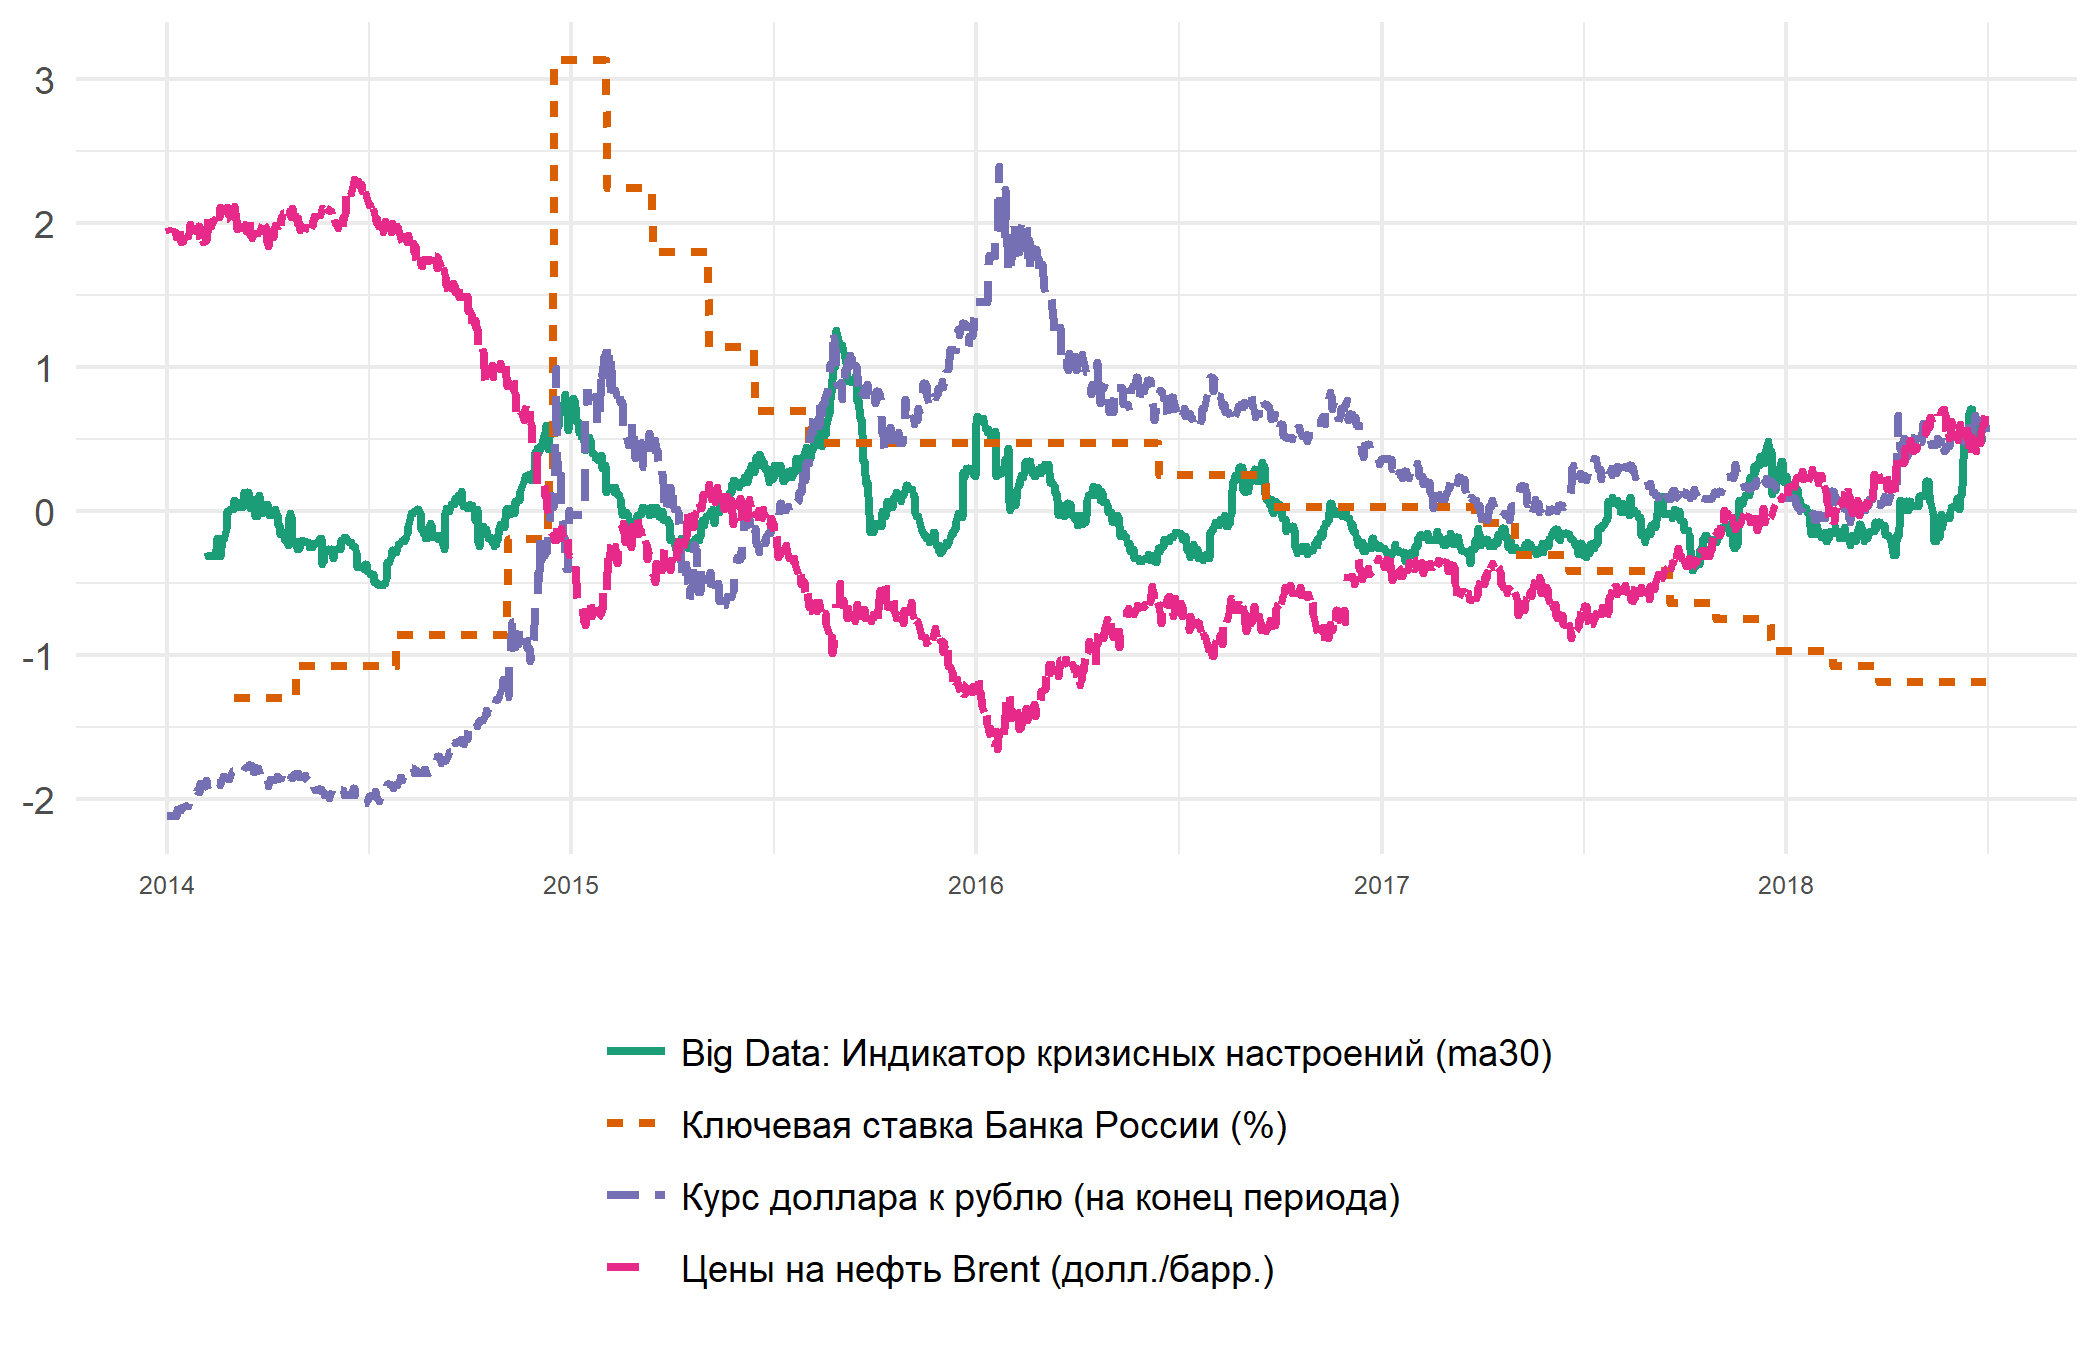 3
2
1
0
-1
-2
2014 2015 2016 2017 2018
Big Data: Индикатор кризисных настроений (ma30)
Ключевая ставка Банка России (%)
Курс доллара к рублю (на конец периода)
Цены на нефть Brent (долл./барр.)